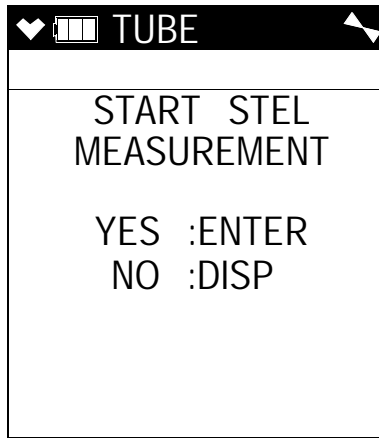 TUBE
START STEL
MEASUREMENT
YES :ENTER
NO :DISP